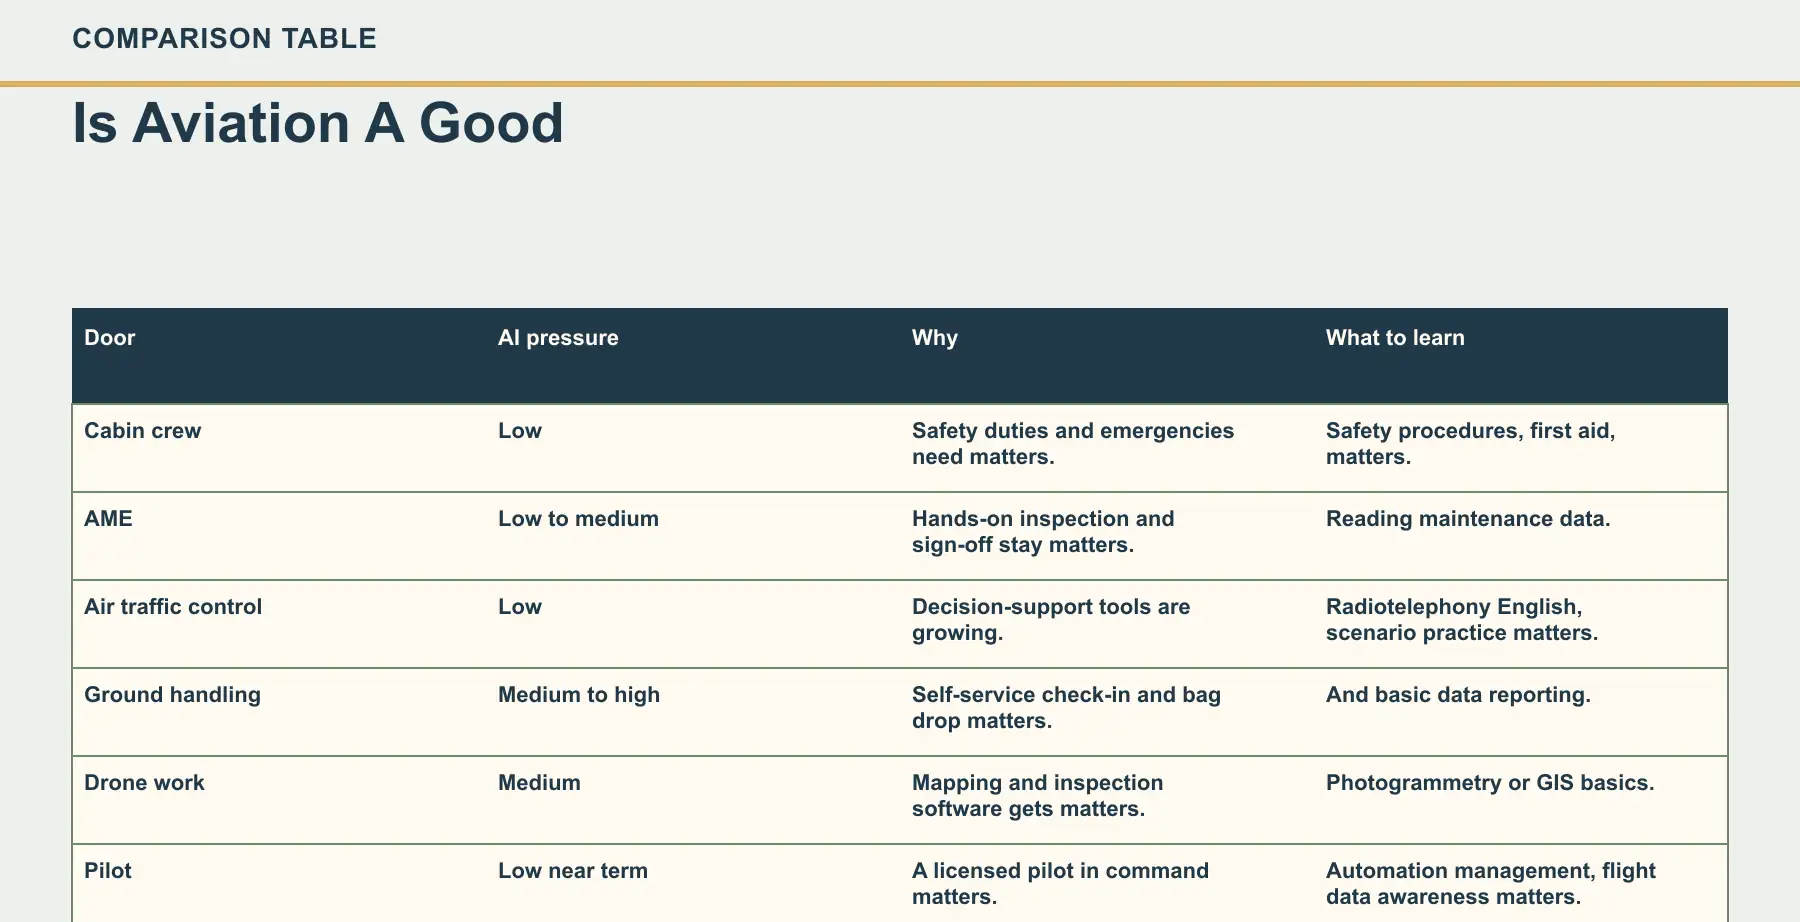 COMPARISON TABLE
Is Aviation A Good
Door AI pressure Why What to learn
Cabin crew Low Safety duties and emergencies Safety procedures, first aid,
need matters. matters.
AME Low to medium Hands-on inspection and Reading maintenance data.
sign-off stay matters.
Air traffic control Low Decision-support tools are Radiotelephony English,
growing. scenario practice matters.
Ground handling Medium to high Self-service check-in and bag And basic data reporting.
drop matters.
Drone work Medium Mapping and inspection Photogrammetry or GIS basics.
software gets matters.
Pilot Low near term A licensed pilot in command Automation management, flight
matters. data awareness matters.